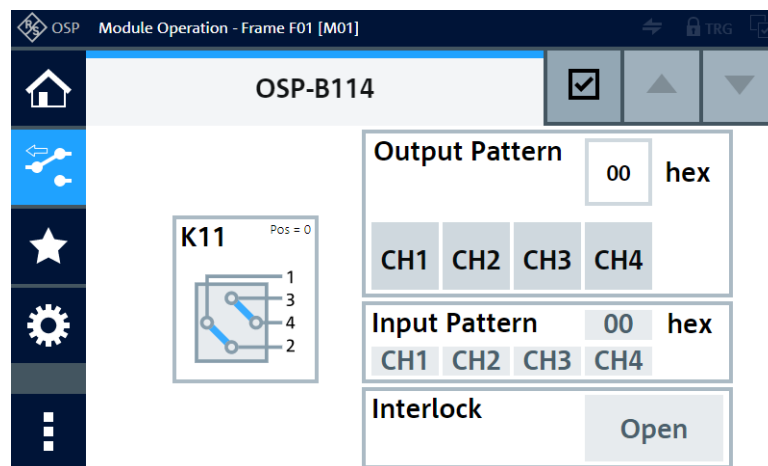 R&S OSP Module Operation - Frame F01 [M01] TRG
OSP-B114
Output Pattern
00 hex
K11 Pos = 0
CH1 CH2 CH3 CH4
1
3
4
2
Input Pattern 00 hex
CH1 CH2 CH3 CH4
Interlock
Open